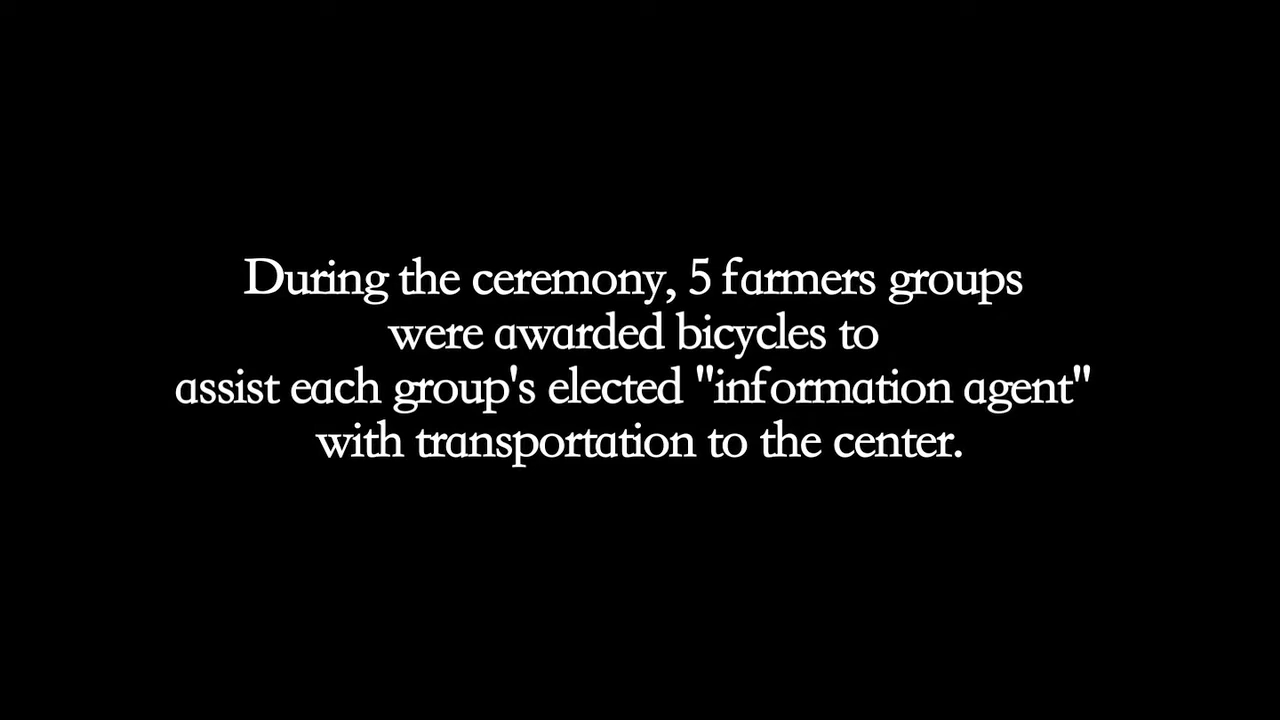 During the ceremony, 5 farmers groups
were awarded bicycles to
assist each group's elected "information agent"
with transportation to the center.